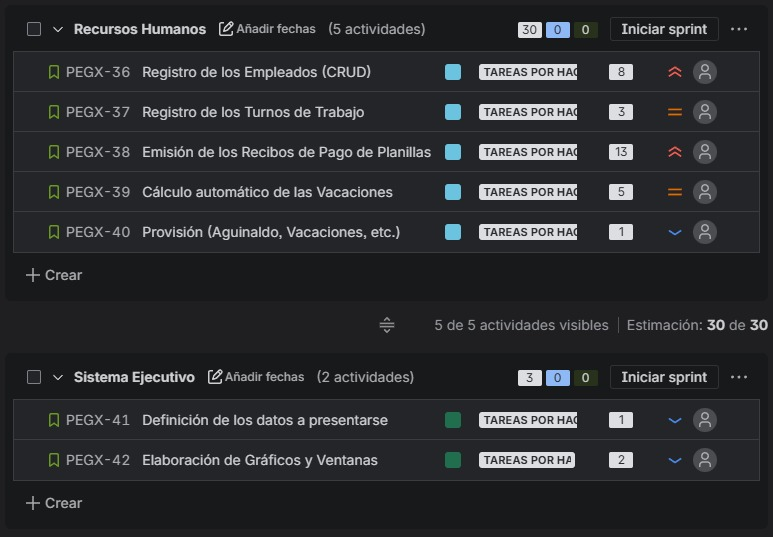 Recursos Humanos Añadir fechas (5 actividades) 30 0 0 Iniciar sprint ...
PEGX-36 Registro de los Empleados (CRUD) TAREAS POR HAC 8
PEGX-37 Registro de los Turnos de Trabajo TAREAS POR HAC 3
PEGX-38 Emisión de los Recibos de Pago de Planillas TAREAS POR HAC 13
PEGX-39 Cálculo automático de las Vacaciones TAREAS POR HAC 5
PEGX-40 Provisión (Aguinaldo, Vacaciones, etc.) TAREAS POR HAC 1
+ Crear
5 de 5 actividades visibles | Estimación: 30 de 30
Sistema Ejecutivo Añadir fechas (2 actividades) 3 0 0 Iniciar sprint ...
PEGX-41 Definición de los datos a presentarse TAREAS POR HAC 1
PEGX-42 Elaboración de Gráficos y Ventanas TAREAS POR HA 2
+ Crear